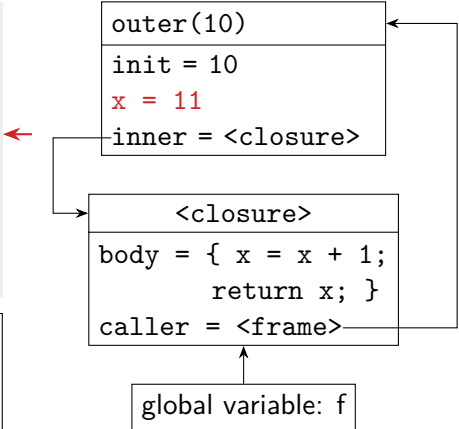 outer(10)
init = 10
x = 11
inner = <closure>
<closure>
body = { x = x + 1;
return x; }
caller = <frame>
global variable: f